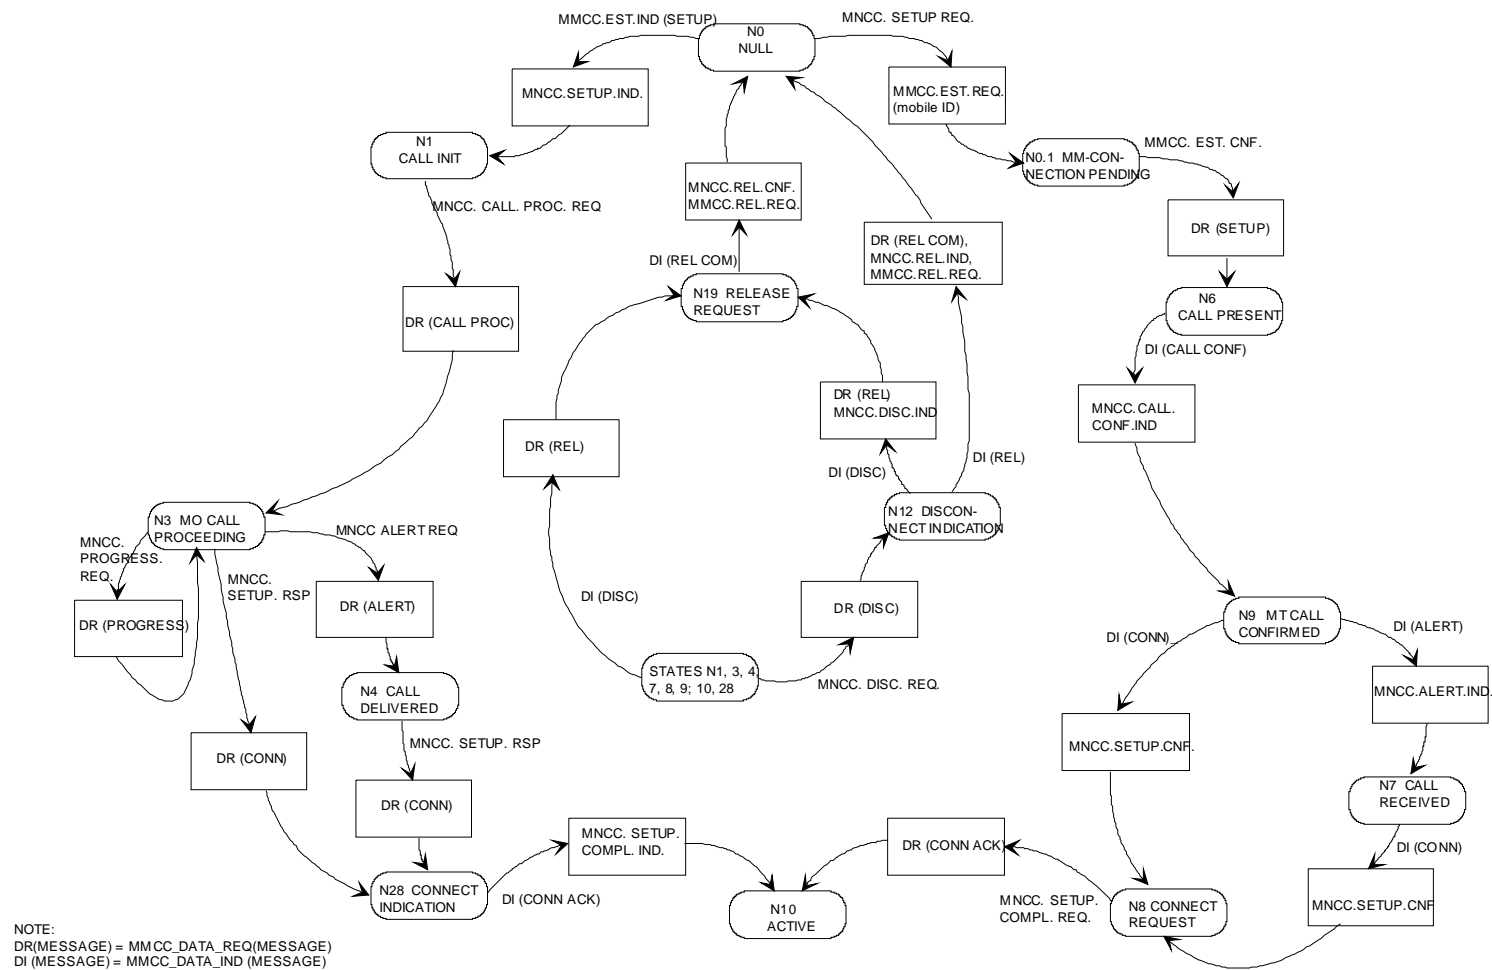 MMCC.EST.IND (SETUP)
N0
NULL
MNCC. SETUP REQ.
MNCC.SETUP.IND.
MMCC.EST.REQ.
(mobile ID)
N1
CALL INIT
N0.1 MM-CON-
NECTION PENDING
MMCC. EST. CNF.
MNCC. CALL. PROC. REQ
MNCC.REL.CNF.
MMCC.REL.REQ.
DR (SETUP)
DR (REL COM),
MNCC.REL.IND,
MMCC.REL.REQ.
DI (REL COM)
N19 RELEASE
REQUEST
N6
CALL PRESENT
DR (CALL PROC)
DI (CALL CONF)
DR (REL)
MNCC.DISC.IND
MNCC.CALL.
CONF.IND
DR (REL)
DI (DISC)
DI (REL)
N3 MO CALL
PROCEEDING
MNCC ALERT REQ
N12 DISCON-
NECT INDICATION
MNCC.
PROGRESS.
REQ.
MNCC.
SETUP. RSP
DI (DISC)
DR (ALERT)
DR (DISC)
DR (PROGRESS)
N9 MT CALL
CONFIRMED
DI (CONN)
DI (ALERT)
STATES N1, 3, 4,
7, 8, 9; 10, 28
MNCC. DISC. REQ.
N4 CALL
DELIVERED
MNCC.ALERT.IND.
MNCC. SETUP. RSP
DR (CONN)
MNCC.SETUP.CNF.
DR (CONN)
N7 CALL
RECEIVED
MNCC. SETUP.
COMPL. IND.
DR (CONN ACK)
DI (CONN)
N28 CONNECT
INDICATION
DI (CONN ACK)
N10
ACTIVE
MNCC. SETUP.
COMPL. REQ.
N8 CONNECT
REQUEST
MNCC.SETUP.CNF
NOTE:
DR(MESSAGE) = MMCC_DATA_REQ(MESSAGE)
DI (MESSAGE) = MMCC_DATA_IND (MESSAGE)